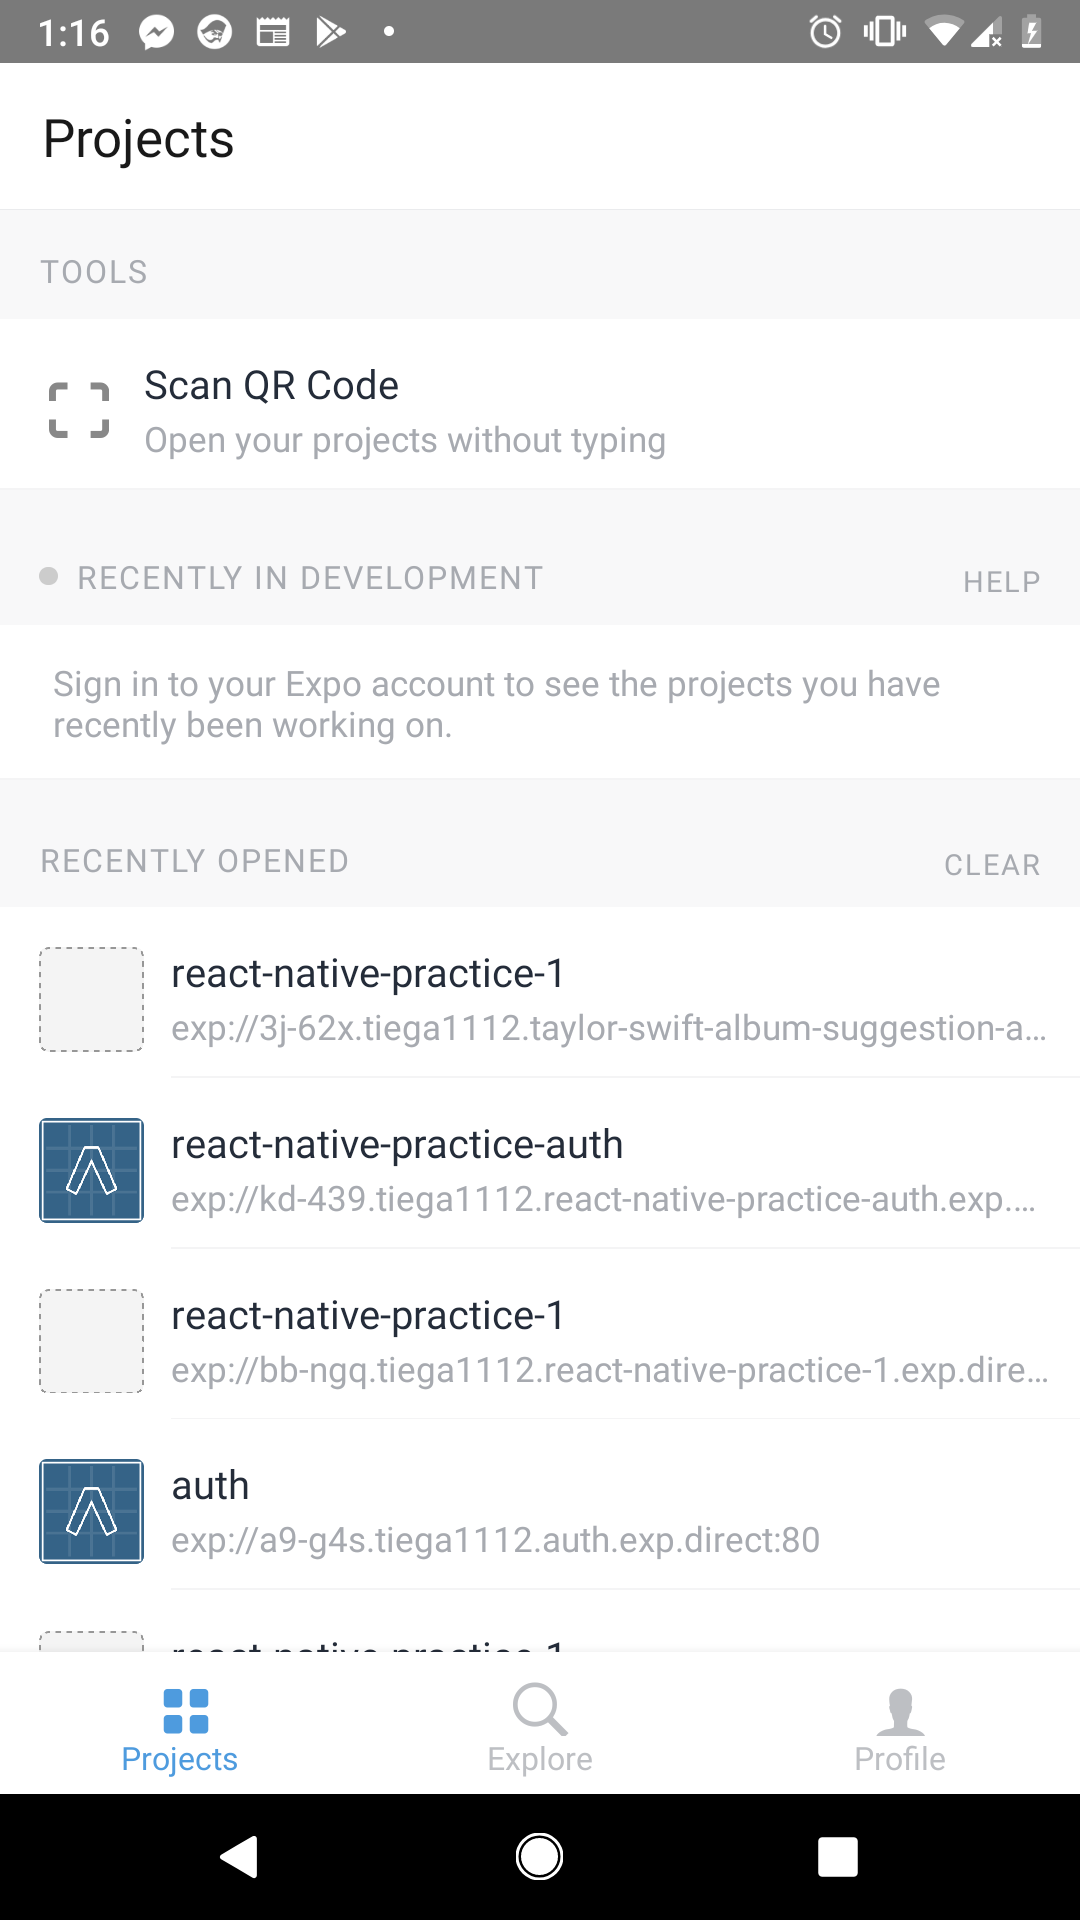 1:16
Projects
TOOLS
Scan QR Code
Open your projects without typing
RECENTLY IN DEVELOPMENT
HELP
Sign in to your Expo account to see the projects you have
recently been working on.
RECENTLY OPENED
CLEAR
react-native-practice-1
exp://3j-62x.tiega1112.taylor-swift-album-suggestion-a...
react-native-practice-auth
exp://kd-439.tiega1112.react-native-practice-auth.exp....
react-native-practice-1
exp://bb-ngq.tiega1112.react-native-practice-1.exp.dire...
auth
exp://a9-g4s.tiega1112.auth.exp.direct:80
react-native-practice-1
Projects
Explore
Profile